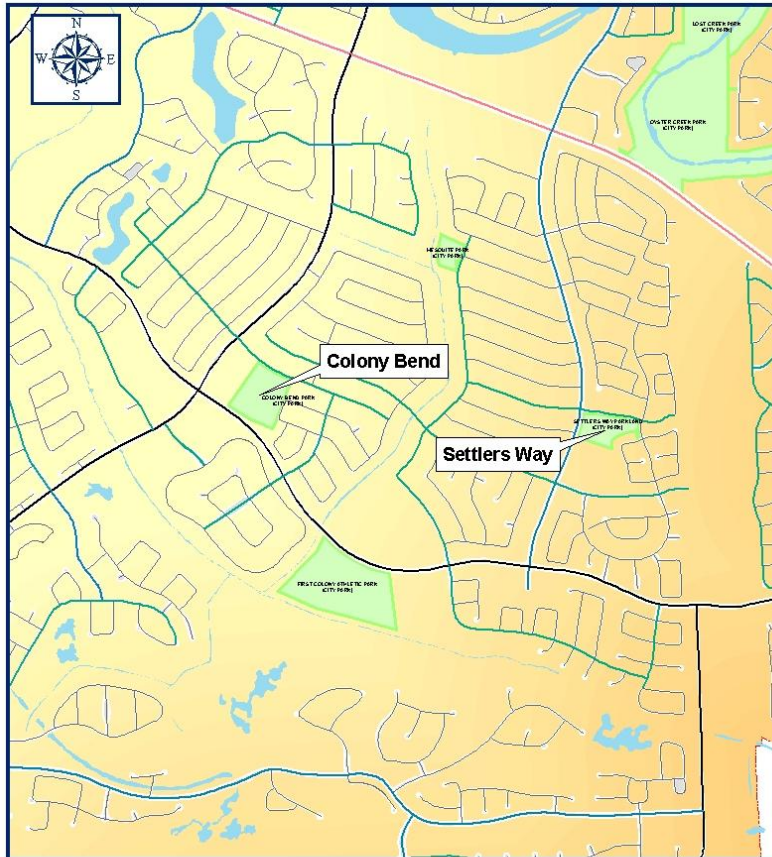 N
W E
S
LOST CREEK PARK
(CITY PARK)
OYSTER CREEK PARK
(CITY PARK)
MESQUITE PARK
(CITY PARK)
Colony Bend
COLONY BEND PARK
(CITY PARK)
SETTLERS WAY PARKLAND
(CITY PARK)
Settlers Way
FIRST COLONY ATHLETIC PARK
(CITY PARK)